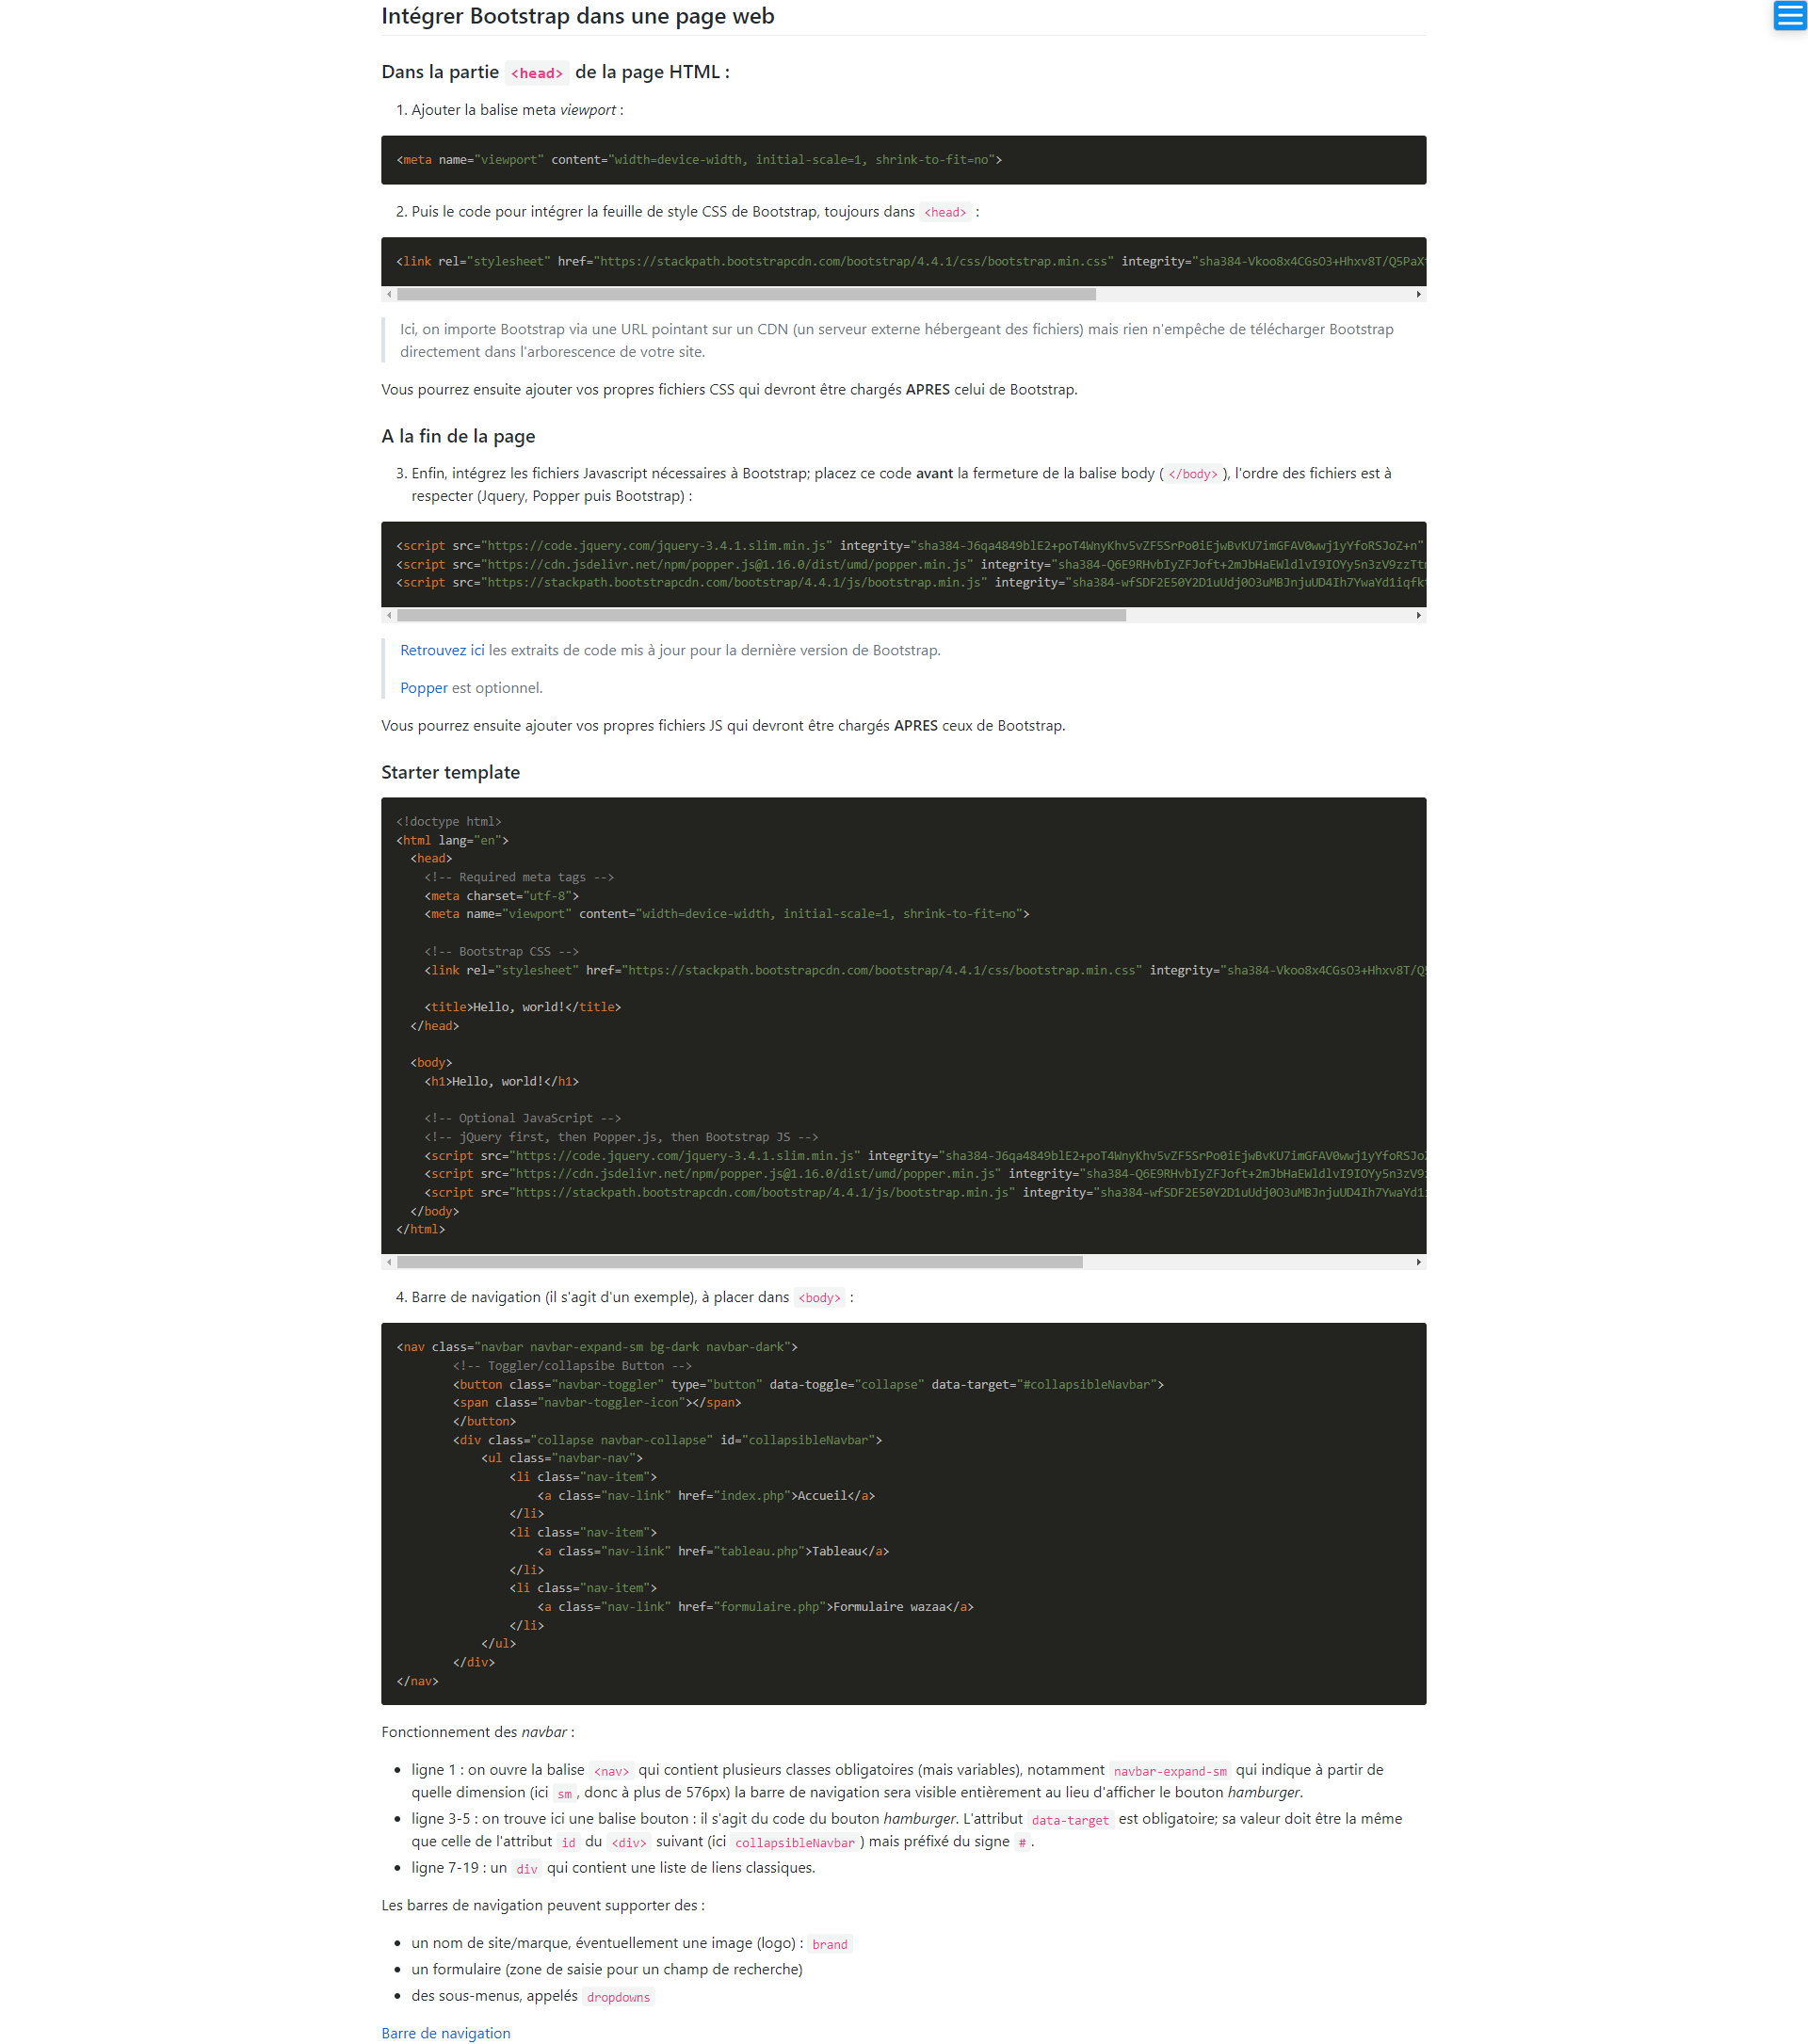 Intégrer Bootstrap dans une page web
Dans la partie <head> de la page HTML :
1. Ajouter la balise meta viewport :
<meta name="viewport" content="width=device-width, initial-scale=1, shrink-to-fit=no">
2. Puis le code pour intégrer la feuille de style CSS de Bootstrap, toujours dans <head> :
<link rel="stylesheet" href="https://stackpath.bootstrapcdn.com/bootstrap/4.4.1/css/bootstrap.min.css" integrity="sha384-Vkoo8x4CGsO3+Hhxv8T/Q5PaX
Ici, on importe Bootstrap via une URL pointant sur un CDN (un serveur externe hébergeant des fichiers) mais rien n'empêche de télécharger Bootstrap
directement dans l'arborescence de votre site.
Vous pourrez ensuite ajouter vos propres fichiers CSS qui devront être chargés APRES celui de Bootstrap.
A la fin de la page
3. Enfin, intégrez les fichiers Javascript nécessaires à Bootstrap; placez ce code avant la fermeture de la balise body ( </body> ), l'ordre des fichiers est à
respecter (Jquery, Popper puis Bootstrap) :
<script src="https://code.jquery.com/jquery-3.4.1.slim.min.js" integrity="sha384-J6qa4849blE2+poT4WnyKhv5vZF5SrPo0iEjwBvKU7imGFAV0wwj1yYfoRSJoZ+n"
<script src="https://cdn.jsdelivr.net/npm/popper.js@1.16.0/dist/umd/popper.min.js" integrity="sha384-Q6E9RHvbIyZFJoft+2mJbHaEWldlvI9IOYy5n3zV9zzTt
<script src="https://stackpath.bootstrapcdn.com/bootstrap/4.4.1/js/bootstrap.min.js" integrity="sha384-wfSDF2E50Y2D1uUdj0O3uMBJnjuUD4Ih7YwaYd1iqfk
Retrouvez ici les extraits de code mis à jour pour la dernière version de Bootstrap.
Popper est optionnel.
Vous pourrez ensuite ajouter vos propres fichiers JS qui devront être chargés APRES ceux de Bootstrap.
Starter template
<!doctype html>
<html lang="en">
<head>
<!-- Required meta tags -->
<meta charset="utf-8">
<meta name="viewport" content="width=device-width, initial-scale=1, shrink-to-fit=no">
<!-- Bootstrap CSS -->
<link rel="stylesheet" href="https://stackpath.bootstrapcdn.com/bootstrap/4.4.1/css/bootstrap.min.css" integrity="sha384-Vkoo8x4CGsO3+Hhxv8T/Q5
<title>Hello, world!</title>
</head>
<body>
<h1>Hello, world!</h1>
<!-- Optional JavaScript -->
<!-- jQuery first, then Popper.js, then Bootstrap JS -->
<script src="https://code.jquery.com/jquery-3.4.1.slim.min.js" integrity="sha384-J6qa4849blE2+poT4WnyKhv5vZF5SrPo0iEjwBvKU7imGFAV0wwj1yYfoRSJo
<script src="https://cdn.jsdelivr.net/npm/popper.js@1.16.0/dist/umd/popper.min.js" integrity="sha384-Q6E9RHvbIyZFJoft+2mJbHaEWldlvI9IOYy5n3zV9
<script src="https://stackpath.bootstrapcdn.com/bootstrap/4.4.1/js/bootstrap.min.js" integrity="sha384-wfSDF2E50Y2D1uUdj0O3uMBJnjuUD4Ih7YwaYd1
</body>
</html>
4. Barre de navigation (il s'agit d'un exemple), à placer dans <body> :
<nav class="navbar navbar-expand-sm bg-dark navbar-dark">
<!-- Toggler/collapsibe Button -->
<button class="navbar-toggler" type="button" data-toggle="collapse" data-target="#collapsibleNavbar">
<span class="navbar-toggler-icon"></span>
</button>
<div class="collapse navbar-collapse" id="collapsibleNavbar">
<ul class="navbar-nav">
<li class="nav-item">
<a class="nav-link" href="index.php">Accueil</a>
</li>
<li class="nav-item">
<a class="nav-link" href="tableau.php">Tableau</a>
</li>
<li class="nav-item">
<a class="nav-link" href="formulaire.php">Formulaire wazaa</a>
</li>
</ul>
</div>
</nav>
Fonctionnement des navbar :
• ligne 1 : on ouvre la balise <nav> qui contient plusieurs classes obligatoires (mais variables), notamment navbar-expand-sm qui indique à partir de
quelle dimension (ici sm , donc à plus de 576px) la barre de navigation sera visible entièrement au lieu d'afficher le bouton hamburger.
• ligne 3-5 : on trouve ici une balise bouton : il s'agit du code du bouton hamburger. L'attribut data-target est obligatoire; sa valeur doit être la même
que celle de l'attribut id du <div> suivant (ici collapsibleNavbar ) mais préfixé du signe # .
• ligne 7-19 : un div qui contient une liste de liens classiques.
Les barres de navigation peuvent supporter des :
• un nom de site/marque, éventuellement une image (logo) : brand
• un formulaire (zone de saisie pour un champ de recherche)
• des sous-menus, appelés dropdowns
Barre de navigation